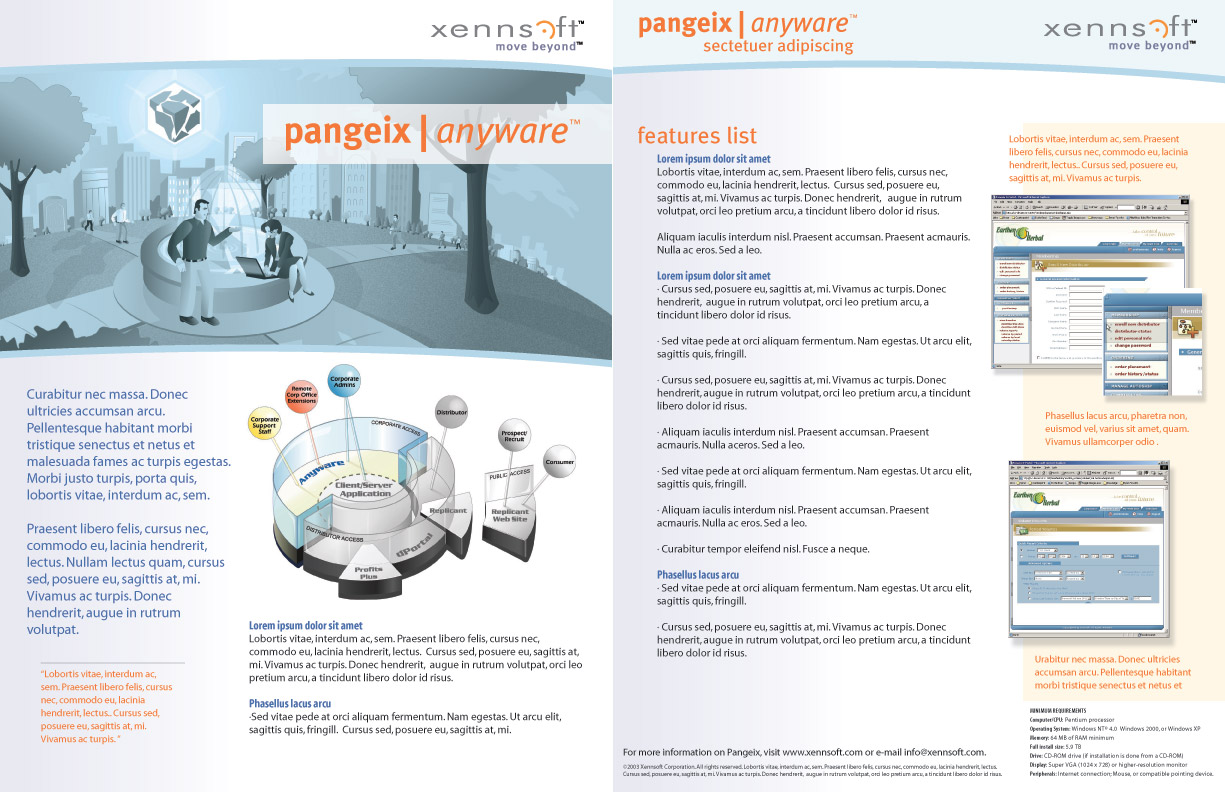 xennsoft™
move beyond™
pangeix | anyware™
Curabitur nec massa. Donec
ultricies accumsan arcu.
Pellentesque habitant morbi
tristique senectus et netus et
malesuada fames ac turpis egestas.
Morbi justo turpis, porta quis,
lobortis vitae, interdum ac, sem.
Praesent libero felis, cursus nec,
commodo eu, lacinia hendrerit,
lectus. Nullam lectus quam, cursus
sed, posuere eu, sagittis at, mi.
Vivamus ac turpis. Donec
hendrerit, augue in rutrum
volutpat.
"Lobortis vitae, interdum ac,
sem. Praesent libero felis, cursus
nec, commodo eu, lacinia
hendrerit, lectus.. Cursus sed,
posuere eu, sagittis at, mi.
Vivamus ac turpis. "
Corporate
Admins
Remote
Corp Office
Extensions
Corporate
Support
Staff
Distributor
Prospect/
Recruit
Consumer
CORPORATE ACCESS
Anyware
Client/Server
Application
PUBLIC ACCESS
Replicant
Replicant
Web Site
DISTRIBUTOR ACCESS
dPortal
Profits
Plus
Lorem ipsum dolor sit amet
Lobortis vitae, interdum ac, sem. Praesent libero felis, cursus nec,
commodo eu, lacinia hendrerit, lectus. Cursus sed, posuere eu, sagittis at,
mi. Vivamus ac turpis. Donec hendrerit, augue in rutrum volutpat, orci leo
pretium arcu, a tincidunt libero dolor id risus.
Phasellus lacus arcu
·Sed vitae pede at orci aliquam fermentum. Nam egestas. Ut arcu elit,
sagittis quis, fringill. Cursus sed, posuere eu, sagittis at, mi.
pangeix | anyware™
sectetuer adipiscing
xennsoft™
move beyond™
features list
Lorem ipsum dolor sit amet
Lobortis vitae, interdum ac, sem. Praesent libero felis, cursus nec,
commodo eu, lacinia hendrerit, lectus. Cursus sed, posuere eu,
sagittis at, mi. Vivamus ac turpis. Donec hendrerit, augue in rutrum
volutpat, orci leo pretium arcu, a tincidunt libero dolor id risus.
Aliquam iaculis interdum nisl. Praesent accumsan. Praesent acmauris.
Nulla ac eros. Sed a leo.
Lorem ipsum dolor sit amet
· Cursus sed, posuere eu, sagittis at, mi. Vivamus ac turpis. Donec
hendrerit, augue in rutrum volutpat, orci leo pretium arcu, a
tincidunt libero dolor id risus.
· Sed vitae pede at orci aliquam fermentum. Nam egestas. Ut arcu elit,
sagittis quis, fringill.
· Cursus sed, posuere eu, sagittis at, mi. Vivamus ac turpis. Donec
hendrerit, augue in rutrum volutpat, orci leo pretium arcu, a tincidunt
libero dolor id risus.
· Aliquam iaculis interdum nisl. Praesent accumsan. Praesent
acmauris. Nulla aceros. Sed a leo.
· Sed vitae pede at orci aliquam fermentum. Nam egestas. Ut arcu elit,
sagittis quis, fringill.
· Aliquam iaculis interdum nisl. Praesent accumsan. Praesent
acmauris. Nulla ac eros. Sed a leo.
· Curabitur tempor eleifend nisl. Fusce a neque.
Phasellus lacus arcu
· Sed vitae pede at orci aliquam fermentum. Nam egestas. Ut arcu elit,
sagittis quis, fringill.
· Cursus sed, posuere eu, sagittis at, mi. Vivamus ac turpis. Donec
hendrerit, augue in rutrum volutpat, orci leo pretium arcu, a tincidunt
libero dolor id risus.
Lobortis vitae, interdum ac, sem. Praesent
libero felis, cursus nec, commodo eu, lacinia
hendrerit, lectus.. Cursus sed, posuere eu,
sagittis at, mi. Vivamus ac turpis.
Earthen
Herbal
enroll new distributor
distributor status
edit personal info
change password
order placement
order history/status
Phasellus lacus arcu, pharetra non,
euismod vel, varius sit amet, quam.
Vivamus ullamcorper odio .
Earthen
Herbal
Urabitur nec massa. Donec ultricies
accumsan arcu. Pellentesque habitant
morbi tristique senectus et netus et
MINIMUM REQUIREMENTS
Computer/CPU: Pentium processor
Operating System: Windows NT® 4.0 Windows 2000, or Windows XP
Memory: 64 MB of RAM minimum
Full install size: 5.9 TB
Drive: CD-ROM drive (if installation is done from a CD-ROM)
Display: Super VGA (1024 x 728) or higher-resolution monitor
Peripherals: Internet connection; Mouse, or compatible pointing device.
For more information on Pangeix, visit www.xennsoft.com or e-mail info@xennsoft.com.
©2003 Xennsoft Corporation. All rights reserved. Lobortis vitae, interdum ac, sem. Praesent libero felis, cursus nec, commodo eu, lacinia hendrerit, lectus.
Cursus sed, posuere eu, sagittis at, mi. Vivamus ac turpis. Donec hendrerit, augue in rutrum volutpat, orci leo pretium arcu, a tincidunt libero dolor id risus.